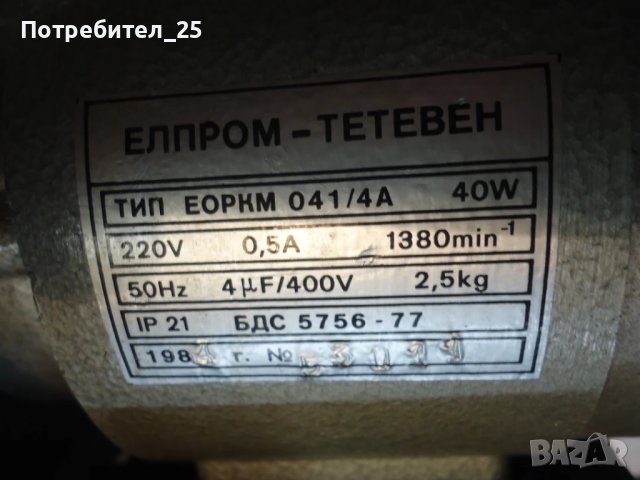 Потребител_25
ЕЛПРОМ - ТЕТЕВЕН
ТИП ЕОРКМ 041/4А 40W
220V 0,5A 1380min⁻¹
50Hz 4μF/400V 2,5kg
IP 21 БДС 5756 - 77
г. №
BAZAR